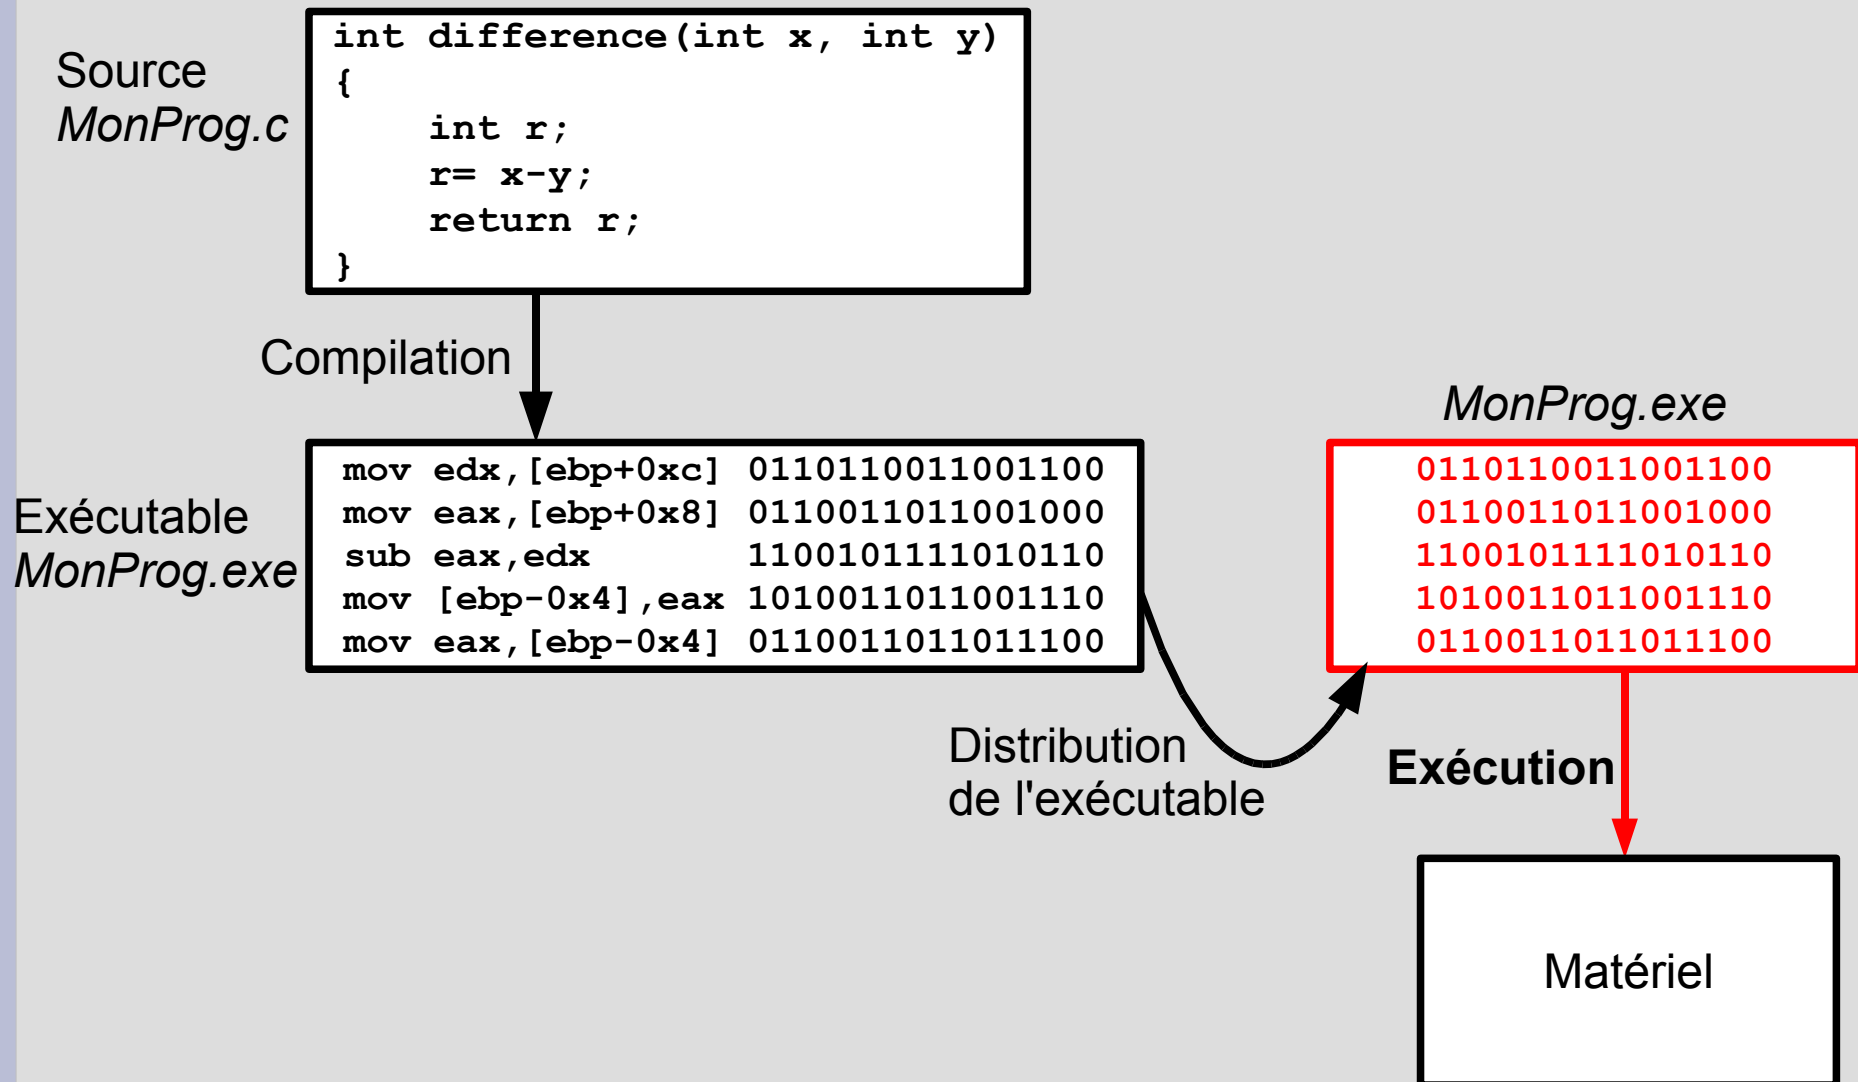 Source
MonProg.c
int difference(int x, int y)
{
int r;
r= x-y;
return r;
}
Compilation
Exécutable
MonProg.exe
mov edx,[ebp+0xc] 0110110011001100
mov eax,[ebp+0x8] 0110011011001000
sub eax,edx 1100101111010110
mov [ebp-0x4],eax 1010011011001110
mov eax,[ebp-0x4] 0110011011011100
Distribution
de l'exécutable
MonProg.exe
0110110011001100
0110011011001000
1100101111010110
1010011011001110
0110011011011100
Exécution
Matériel